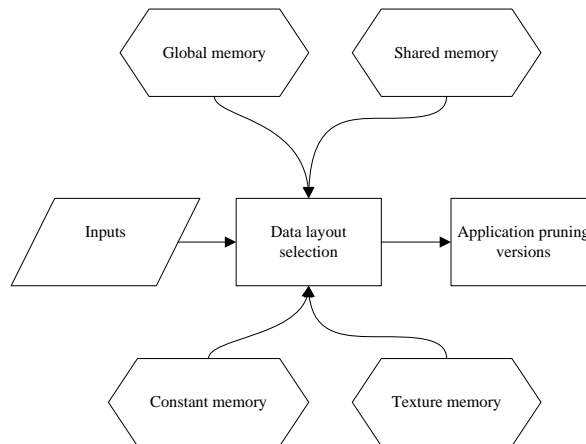 Global memory
Shared memory
Inputs
Data layout
selection
Application pruning
versions
Constant memory
Texture memory